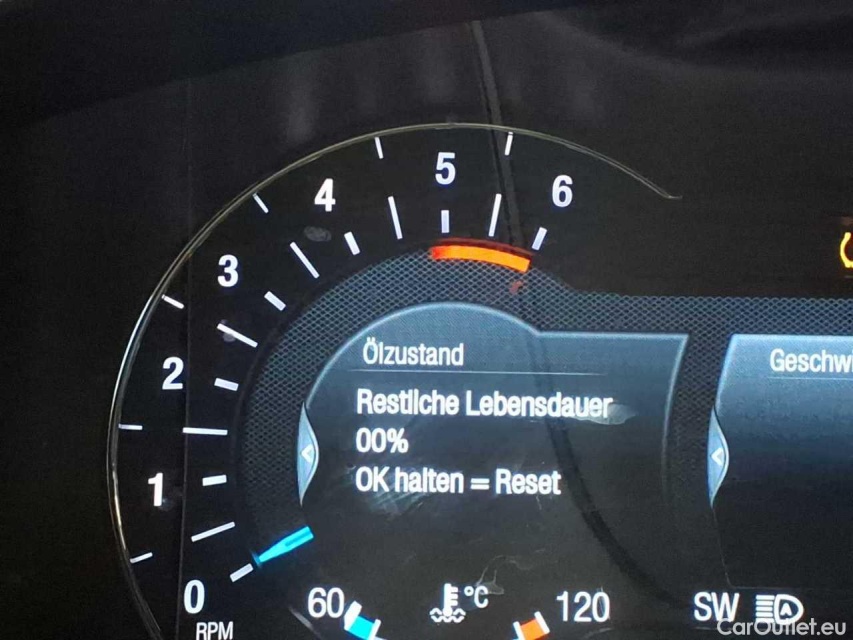 5
4
6
3
2
1
0
RPM
Ölzustand
Restliche Lebensdauer
00%
OK halten = Reset
Geschwi
60
°C
120
SW
CarOutlet.eu